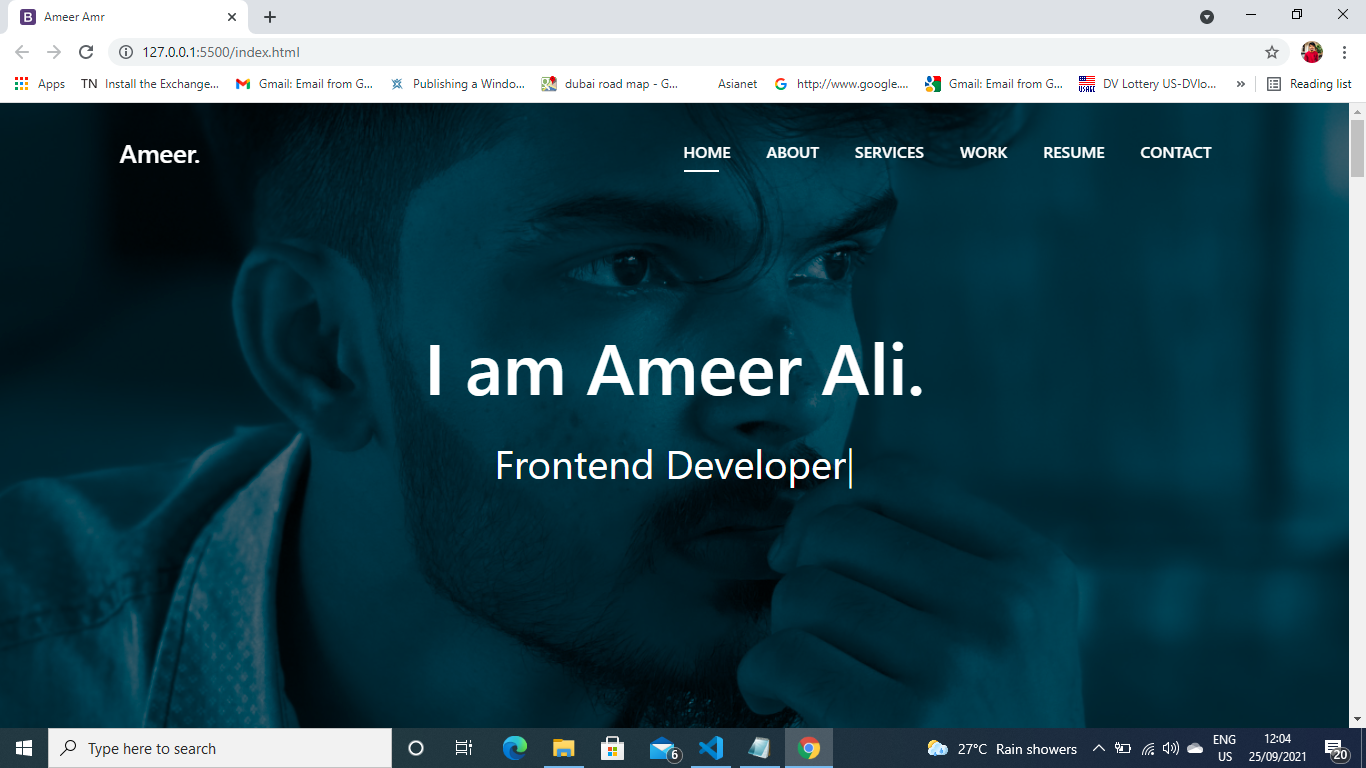 Ameer Amr
127.0.0.1:5500/index.html
Apps TN Install the Exchange... Gmail: Email from G... Publishing a Windo... dubai road map - G... Asianet http://www.google.... Gmail: Email from G... DV Lottery US-DVlo... » Reading list
Ameer. HOME ABOUT SERVICES WORK RESUME CONTACT
I am Ameer Ali.
Frontend Developer
Type here to search 6 27°C Rain showers ENG US 12:04 25/09/2021 20